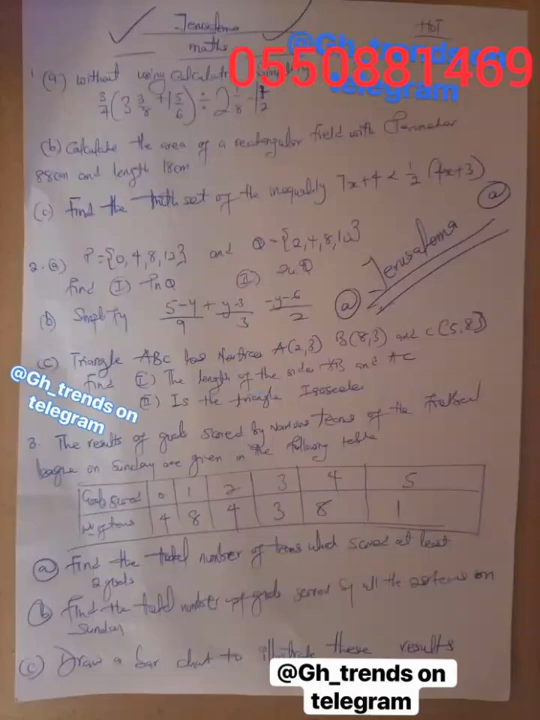 Jerusalema
maths
Hot
@Gh_trends on
telegram
0550881469
1 (a) without using Calculator
3/4 (3 3/8 + 1 5/6) ÷ 2 1/8
(b) Calculate the area of a rectangular field with Perimeter
88cm and length 18cm
(c) Find the truth set of the inequality 7x+4 < 1/2 (4x+3)
2. (a) P={0,4,8,12} and Q={2,4,8,12}
find (I) P∩Q (II)
(b) Simplify 5-y/9 + y-3/3 - y-6/2
(a)
Jerusalema
(a)
(c) Triangle ABC has Vertices A(2,3) B(8,3) and C(5,8)
Find (I) The length of the sides AB and AC
(II) Is the triangle Isosceles
@Gh_trends on
telegram
3. The results of goals scored by various teams of the football
league on Sunday are given in the following table
Goals Scored 0 1 2 3 4 5
No of teams 4 8 4 3 8 1
(a) Find the total number of teams which scored at least
2 goals
(b) Find the total number of goals scored by all the teams on
Sunday
(c) Draw a bar chart to illustrate these results
@Gh_trends on
telegram